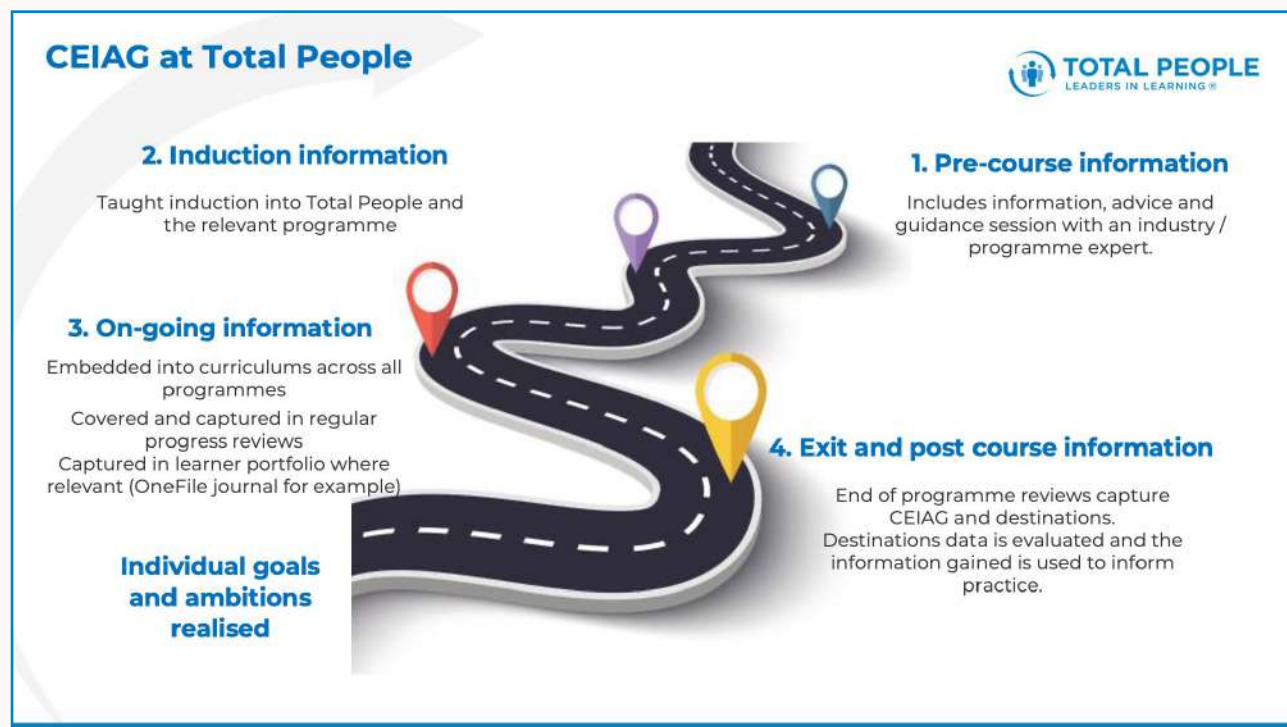 CEIAG at Total People
TOTAL PEOPLE
LEADERS IN LEARNING ®
1. Pre-course information
Includes information, advice and
guidance session with an industry /
programme expert.
2. Induction information
Taught induction into Total People and
the relevant programme
3. On-going information
Embedded into curriculums across all
programmes
Covered and captured in regular
progress reviews
Captured in learner portfolio where
relevant (OneFile journal for example)
4. Exit and post course information
End of programme reviews capture
CEIAG and destinations.
Destinations data is evaluated and the
information gained is used to inform
practice.
Individual goals
and ambitions
realised